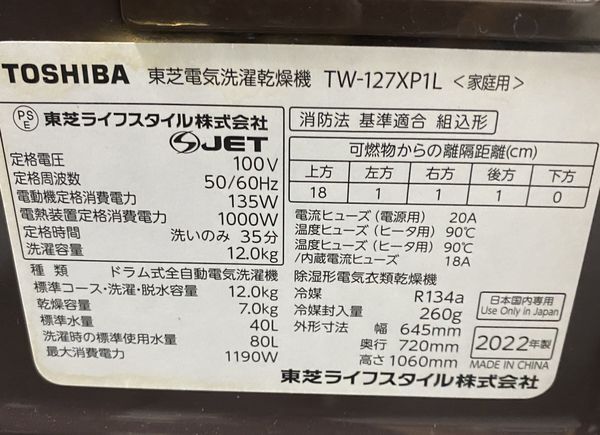 TOSHIBA 東芝電気洗濯乾燥機 TW-127XP1L <家庭用>
PS
E 東芝ライフスタイル株式会社
SJET
定格電圧 100V
定格周波数 50/60Hz
電動機定格消費電力 135W
電熱装置定格消費電力 1000W
定格時間 洗いのみ 35分
洗濯容量 12.0kg
種類 ドラム式全自動電気洗濯機
標準コース・洗濯・脱水容量 12.0kg
乾燥容量 7.0kg
標準水量 40L
洗濯時の標準使用水量 80L
最大消費電力 1190W
消防法 基準適合 組込形
可燃物からの離隔距離(cm)
上方 左方 右方 後方 下方
18 1 1 1 0
電流ヒューズ(電源用) 20A
温度ヒューズ(ヒータ用) 90℃
温度ヒューズ(ヒータ用) 90℃
/内蔵電流ヒューズ 18A
除湿形電気衣類乾燥機
冷媒 R134a
冷媒封入量 260g
外形寸法 幅 645mm
奥行 720mm
高さ 1060mm
日本国内専用
Use Only in Japan
2022年製
MADE IN CHINA
東芝ライフスタイル株式会社